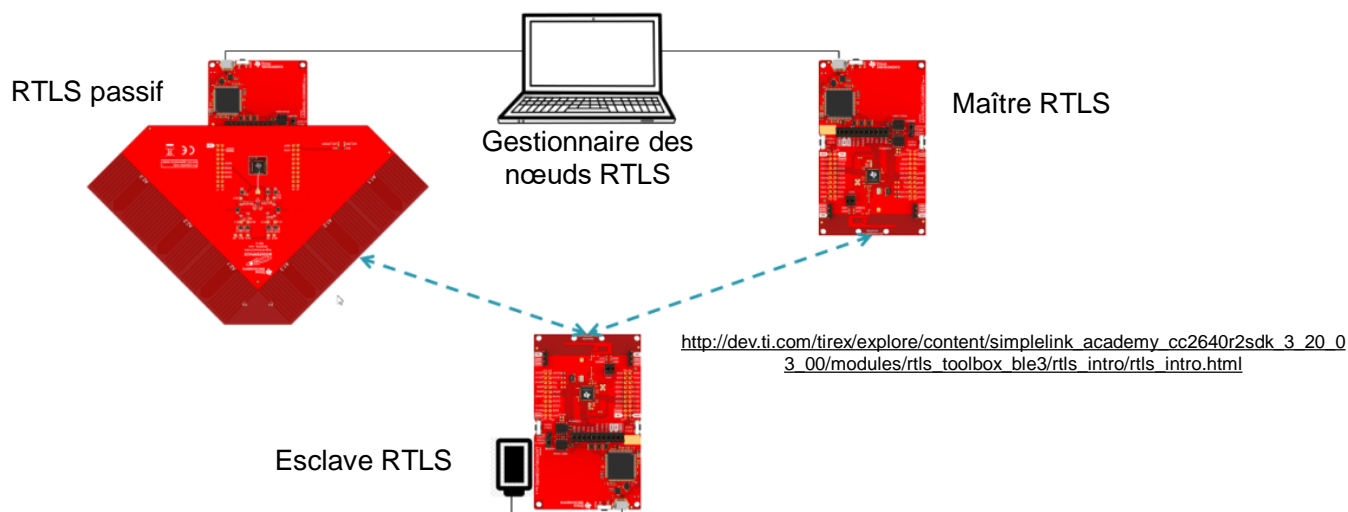 RTLS passif
Gestionnaire des
nœuds RTLS
Maître RTLS
http://dev.ti.com/tirex/explore/content/simplelink_academy_cc2640r2sdk_3_20_0
3_00/modules/rtls_toolbox_ble3/rtls_intro/rtls_intro.html
Esclave RTLS